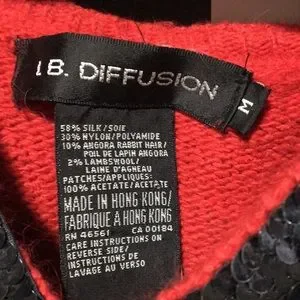 I.B. DIFFUSION
M
58% SILK/SOIE
30% NYLON/POLYAMIDE
10% ANGORA RABBIT HAIR/
POIL DE LAPIN ANGORA
2% LAMBSWOOL/
LAINE D'AGNEAU
PATCHES/APPLIQUES:
100% ACETATE/ACETATE
MADE IN HONG KONG/
FABRIQUE À HONG KONG
RN 46561 CA 00184
CARE INSTRUCTIONS ON
REVERSE SIDE/
INSTRUCTIONS DE
LAVAGE AU VERSO